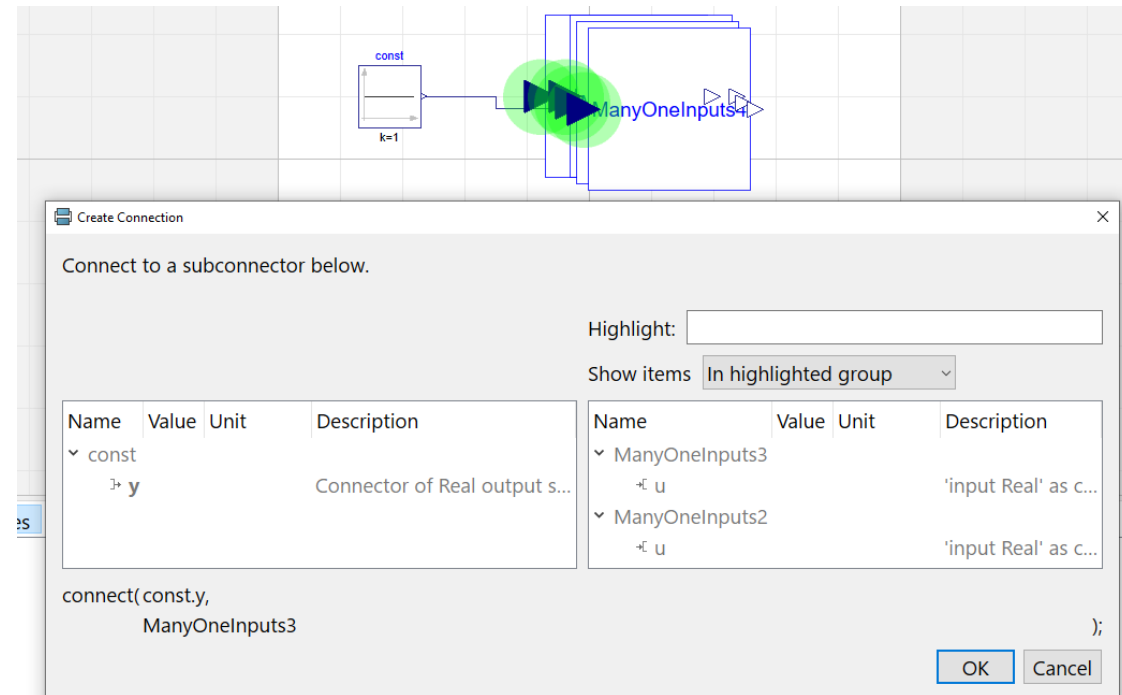 const
ManyOneInputs4
k=1
Create Connection
Connect to a subconnector below.
Highlight:
Show items In highlighted group
Name Value Unit Description
const
y Connector of Real output s...
Name Value Unit Description
ManyOneInputs3
u 'input Real' as c...
ManyOneInputs2
u 'input Real' as c...
es
connect( const.y,
ManyOneInputs3 );
OK Cancel